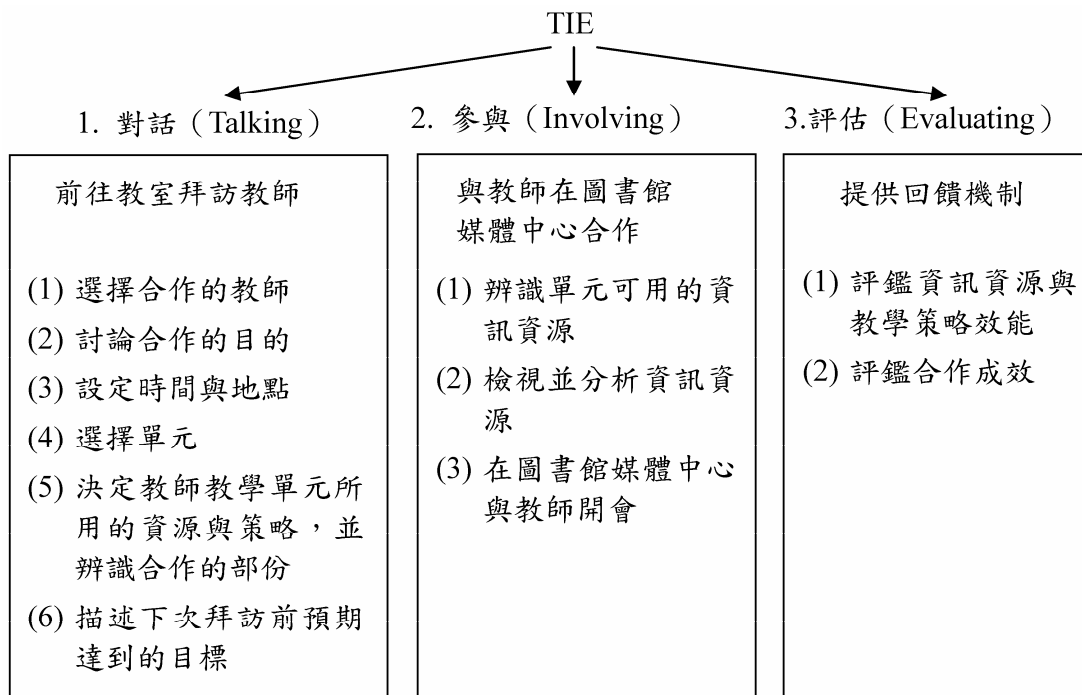 TIE
1. 對話（Talking）
2. 參與（Involving）
3.評估（Evaluating）
前往教室拜訪教師
(1) 選擇合作的教師
(2) 討論合作的目的
(3) 設定時間與地點
(4) 選擇單元
(5) 決定教師教學單元所
用的資源與策略，並
辨識合作的部份
(6) 描述下次拜訪前預期
達到的目標
與教師在圖書館
媒體中心合作
(1) 辨識單元可用的資
訊資源
(2) 檢視並分析資訊資
源
(3) 在圖書館媒體中心
與教師開會
提供回饋機制
(1) 評鑑資訊資源與
教學策略效能
(2) 評鑑合作成效